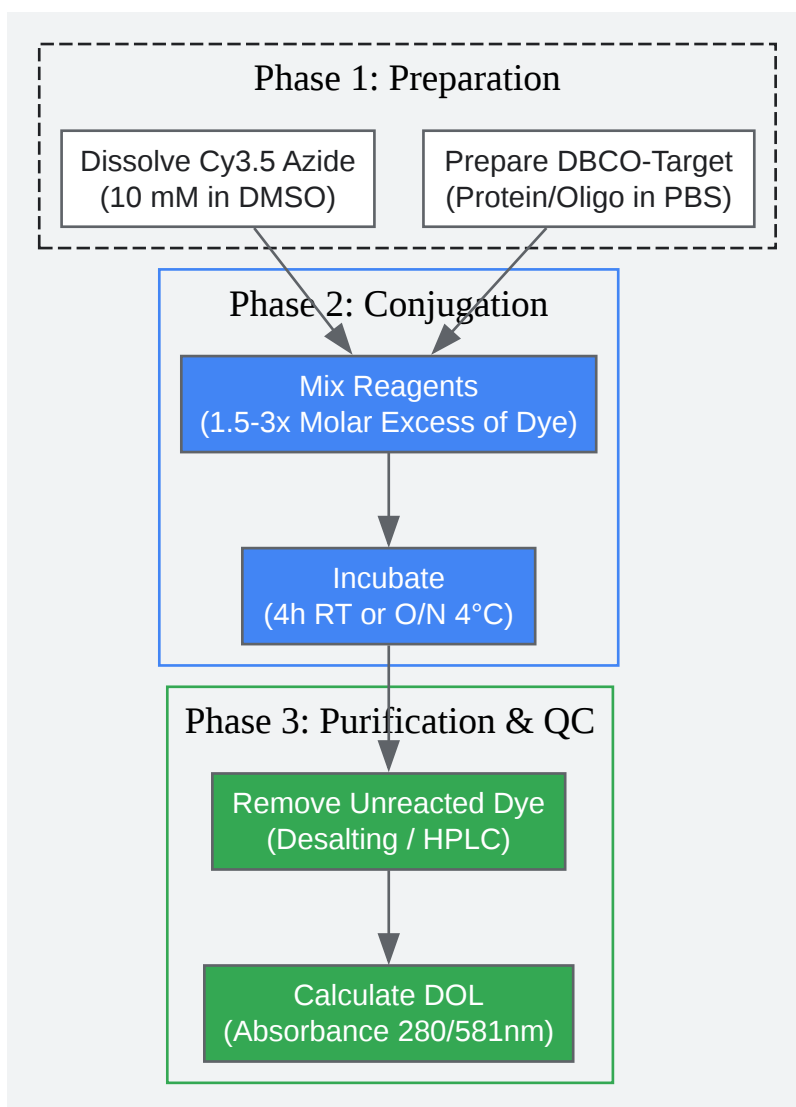 Phase 1: Preparation
Dissolve Cy3.5 Azide
(10 mM in DMSO)
Prepare DBCO-Target
(Protein/Oligo in PBS)
Phase 2: Conjugation
Mix Reagents
(1.5-3x Molar Excess of Dye)
Incubate
(4h RT or O/N 4°C)
Phase 3: Purification & QC
Remove Unreacted Dye
(Desalting / HPLC)
Calculate DOL
(Absorbance 280/581nm)